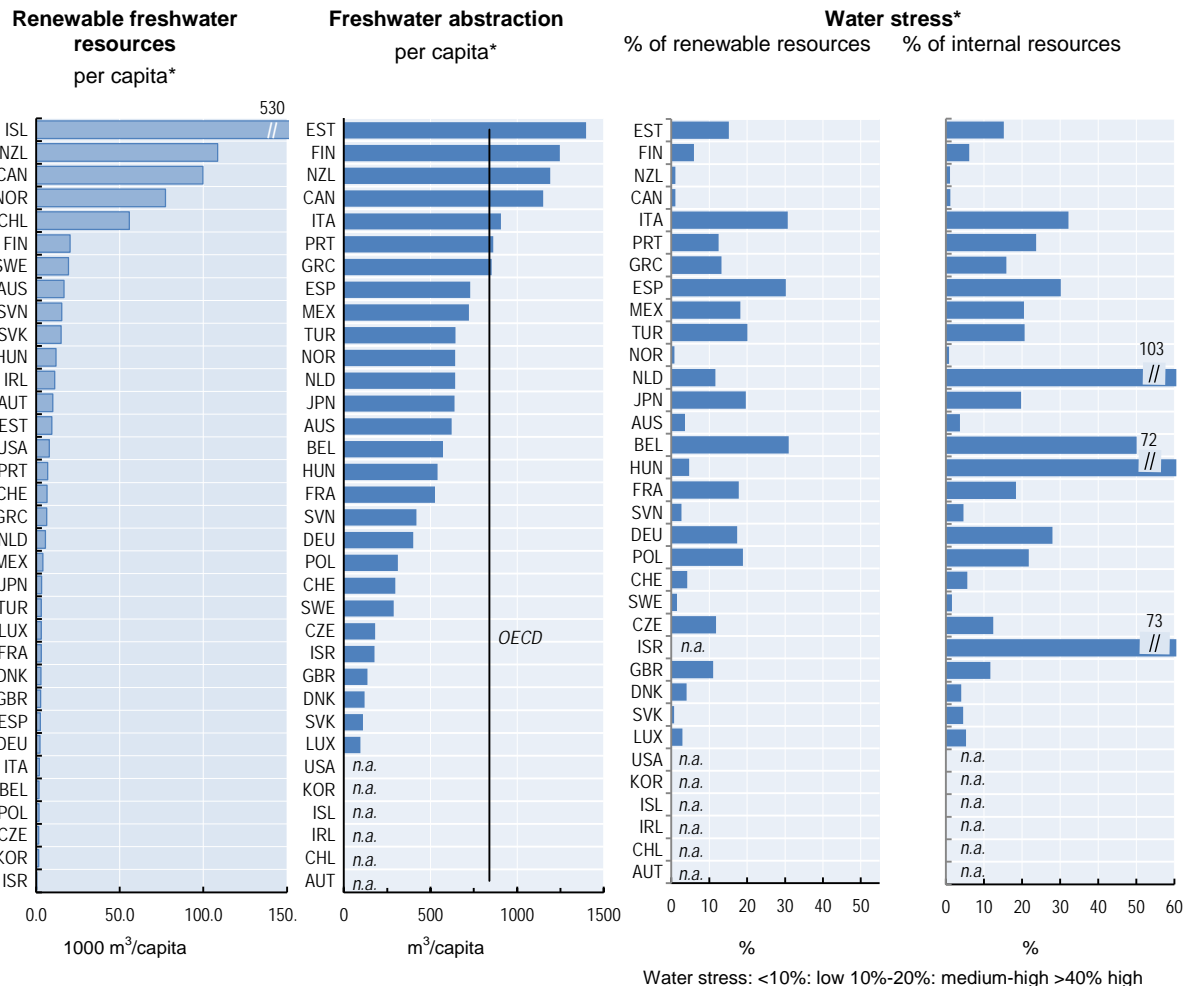 Renewable freshwater
resources
per capita*
530
ISL
NZL
CAN
NOR
CHL
FIN
SWE
AUS
SVN
SVK
HUN
IRL
AUT
EST
USA
PRT
CHE
GRC
NLD
MEX
JPN
TUR
LUX
FRA
DNK
GBR
ESP
DEU
ITA
BEL
POL
CZE
KOR
ISR
0.0 50.0 100.0 150.
1000 m³/capita
Freshwater abstraction
per capita*
EST
FIN
NZL
CAN
ITA
PRT
GRC
ESP
MEX
TUR
NOR
NLD
JPN
AUS
BEL
HUN
FRA
SVN
DEU
POL
CHE
SWE
CZE
OECD
ISR
GBR
DNK
SVK
LUX
USA n.a.
KOR n.a.
ISL n.a.
IRL n.a.
CHL n.a.
AUT n.a.
0 500 1000 1500
m³/capita
Water stress*
% of renewable resources
EST
FIN
NZL
CAN
ITA
PRT
GRC
ESP
MEX
TUR
NOR
NLD
JPN
AUS
BEL
HUN
FRA
SVN
DEU
POL
CHE
SWE
CZE
ISR n.a.
GBR
DNK
SVK
LUX
USA n.a.
KOR n.a.
ISL n.a.
IRL n.a.
CHL n.a.
AUT n.a.
0 10 20 30 40 50
%
% of internal resources
103
//
72
//
73
//
n.a.
n.a.
n.a.
n.a.
n.a.
n.a.
0 10 20 30 40 50 60
%
Water stress: <10%: low 10%-20%: medium-high >40% high